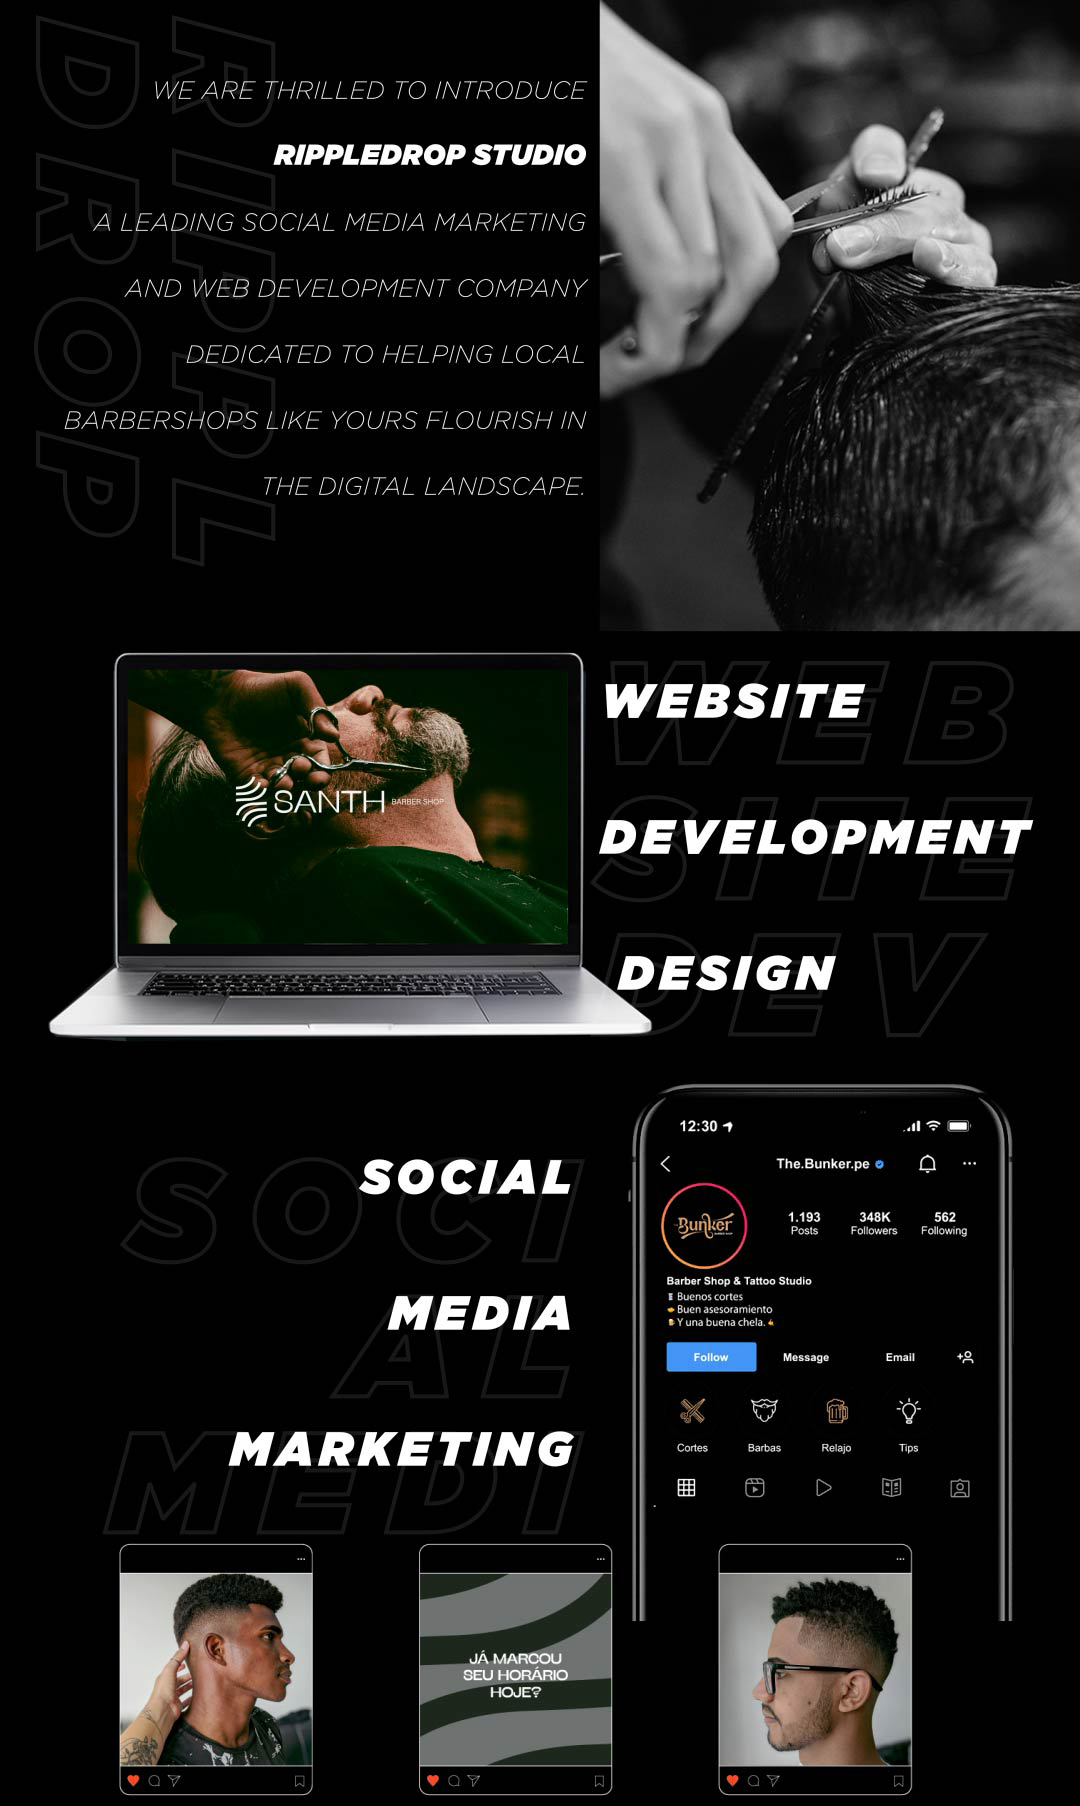 RIPPL
DROP
WE ARE THRILLED TO INTRODUCE
RIPPLEDROP STUDIO
A LEADING SOCIAL MEDIA MARKETING
AND WEB DEVELOPMENT COMPANY
DEDICATED TO HELPING LOCAL
BARBERSHOPS LIKE YOURS FLOURISH IN
THE DIGITAL LANDSCAPE.
SANTH BARBER SHOP
WEB
SITE
DEV
WEBSITE
DEVELOPMENT
DESIGN
SOCI
AL
MEDI
SOCIAL
MEDIA
MARKETING
12:30
The.Bunker.pe
Bunker
BARBER SHOP
1.193 348K 562
Posts Followers Following
Barber Shop & Tattoo Studio
Buenos cortes
Buen asesoramiento
Y una buena chela.
Follow Message Email
Cortes Barbas Relajo Tips
JÁ MARCOU
SEU HORÁRIO
HOJE?